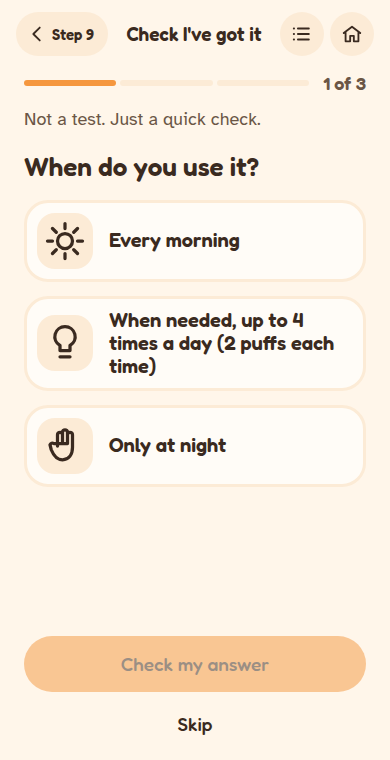 Step 9
Check I've got it
1 of 3
Not a test. Just a quick check.
When do you use it?
Every morning
When needed, up to 4
times a day (2 puffs each
time)
Only at night
Check my answer
Skip